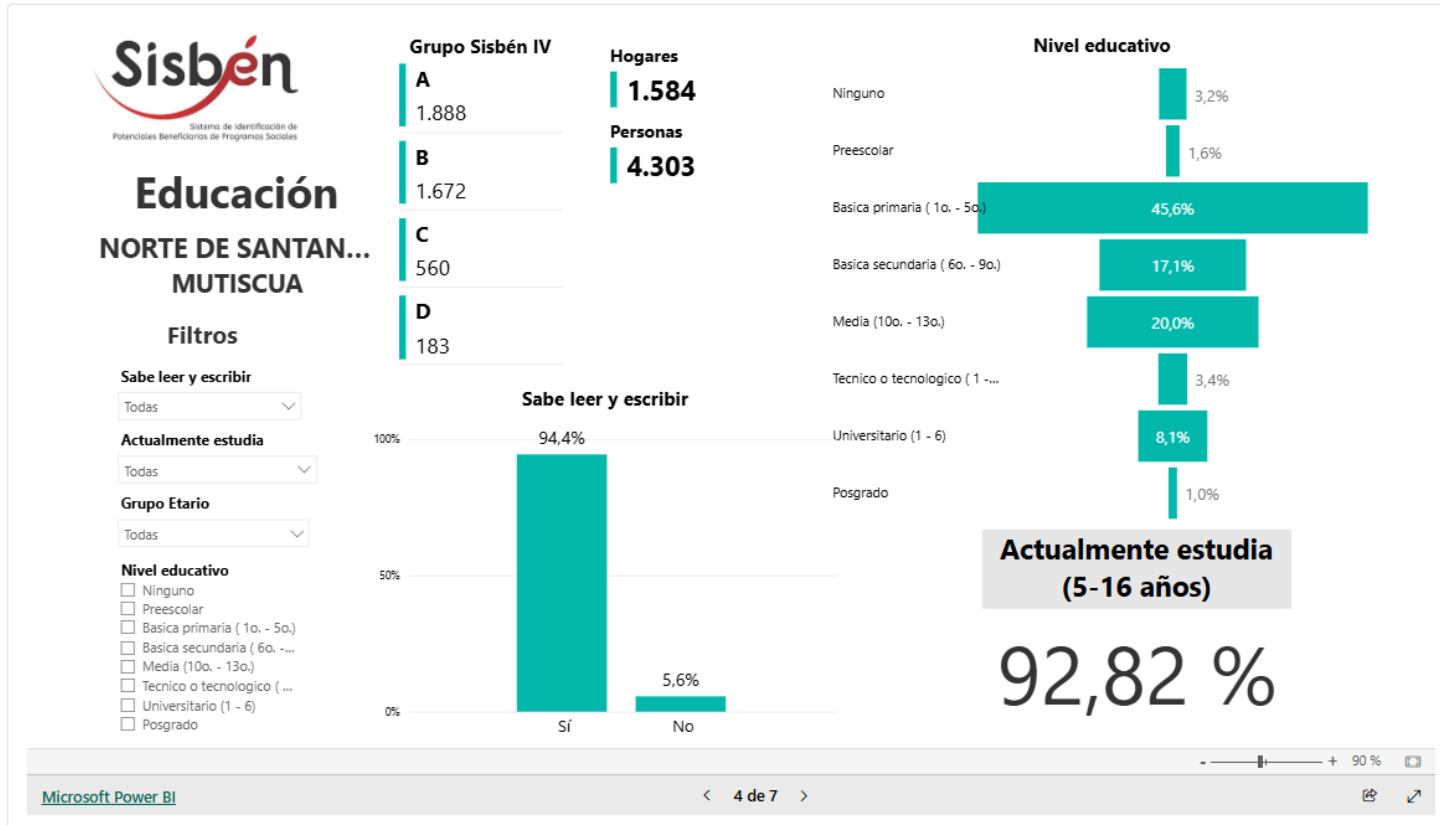 Sisbén
Sistema de Identificación de
Potenciales Beneficiarios de Programas Sociales
Educación
NORTE DE SANTAN...
MUTISCUA
Filtros
Sabe leer y escribir
Todas
Actualmente estudia
Todas
Grupo Etario
Todas
Nivel educativo
Ninguno
Preescolar
Basica primaria ( 1o. - 5o.)
Basica secundaria ( 6o. -...
Media (10o. - 13o.)
Tecnico o tecnologico ( ...
Universitario (1 - 6)
Posgrado
Grupo Sisbén IV
A
1.888
B
1.672
C
560
D
183
Hogares
1.584
Personas
4.303
Sabe leer y escribir
100%
50%
0%
94,4%
5,6%
Sí
No
Nivel educativo
Ninguno
3,2%
Preescolar
1,6%
Basica primaria ( 1o. - 5o.)
45,6%
Basica secundaria ( 6o. - 9o.)
17,1%
Media (10o. - 13o.)
20,0%
Tecnico o tecnologico ( 1 -...
3,4%
Universitario (1 - 6)
8,1%
Posgrado
1,0%
Actualmente estudia
(5-16 años)
92,82 %
- + 90 %
Microsoft Power BI
< 4 de 7 >